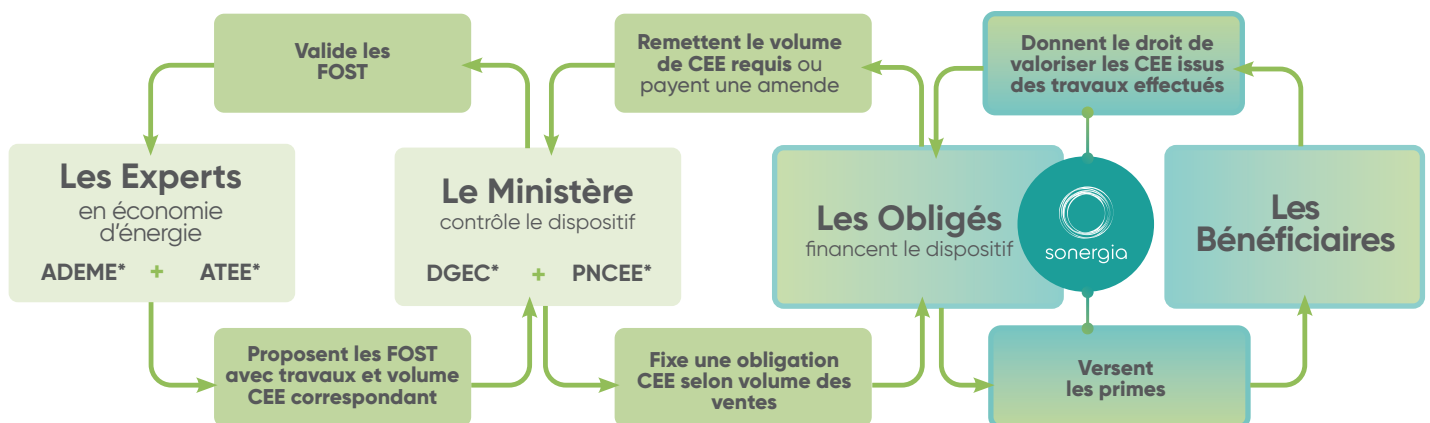 Valide les
FOST
Remettent le volume
de CEE requis ou
payent une amende
Donnent le droit de
valoriser les CEE issus
des travaux effectués
Les Experts
en économie
d'énergie
ADEME* + ATEE*
Le Ministère
contrôle le dispositif
DGEC* + PNCEE*
Les Obligés
financent le dispositif
sonergia
Les
Bénéficiaires
Proposent les FOST
avec travaux et volume
CEE correspondant
Fixe une obligation
CEE selon volume des
ventes
Versent
les primes